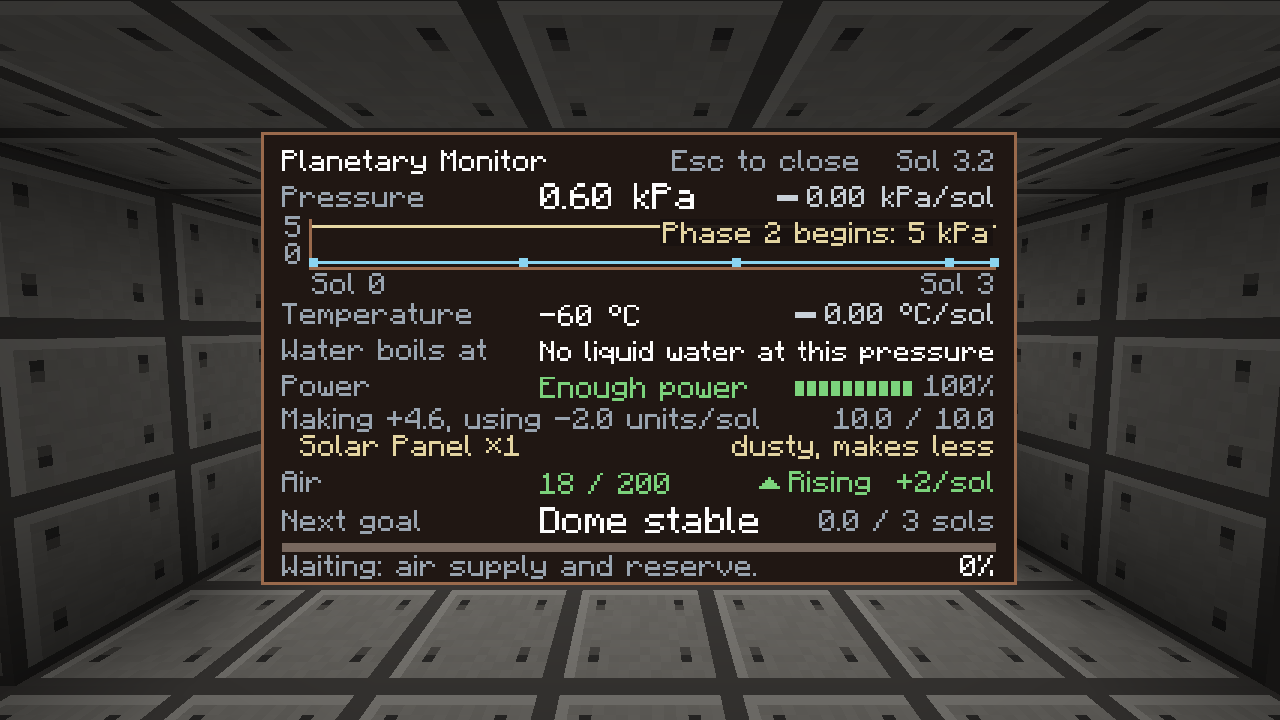 Planetary Monitor Esc to close Sol 3.2
Pressure 0.60 kPa 0.00 kPa/sol
5 Phase 2 begins: 5 kPa
0
Sol 0 Sol 3
Temperature -60 °C 0.00 °C/sol
Water boils at No liquid water at this pressure
Power Enough power 100%
Making +4.6, using -2.0 units/sol 10.0 / 10.0
Solar Panel ×1 dusty, makes less
Air 18 / 200 Rising +2/sol
Next goal Dome stable 0.0 / 3 sols
Waiting: air supply and reserve. 0%